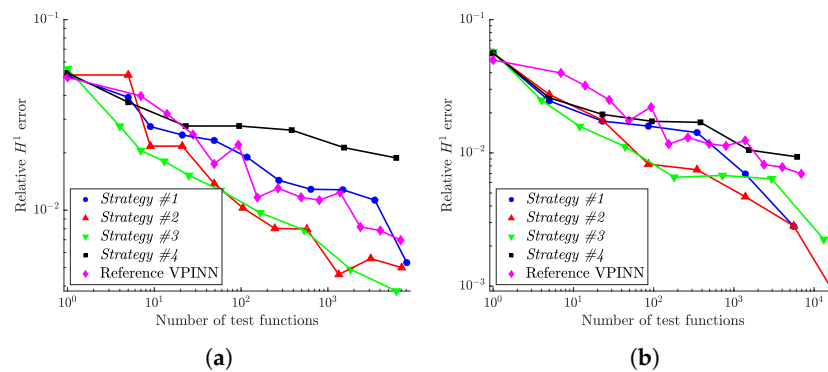 10^-1
10^-2
Relative H^1 error
Strategy #1
Strategy #2
Strategy #3
Strategy #4
Reference VPINN
10^0 10^1 10^2 10^3
Number of test functions
(a)
10^-1
10^-2
10^-3
Relative H^1 error
Strategy #1
Strategy #2
Strategy #3
Strategy #4
Reference VPINN
10^0 10^1 10^2 10^3 10^4
Number of test functions
(b)